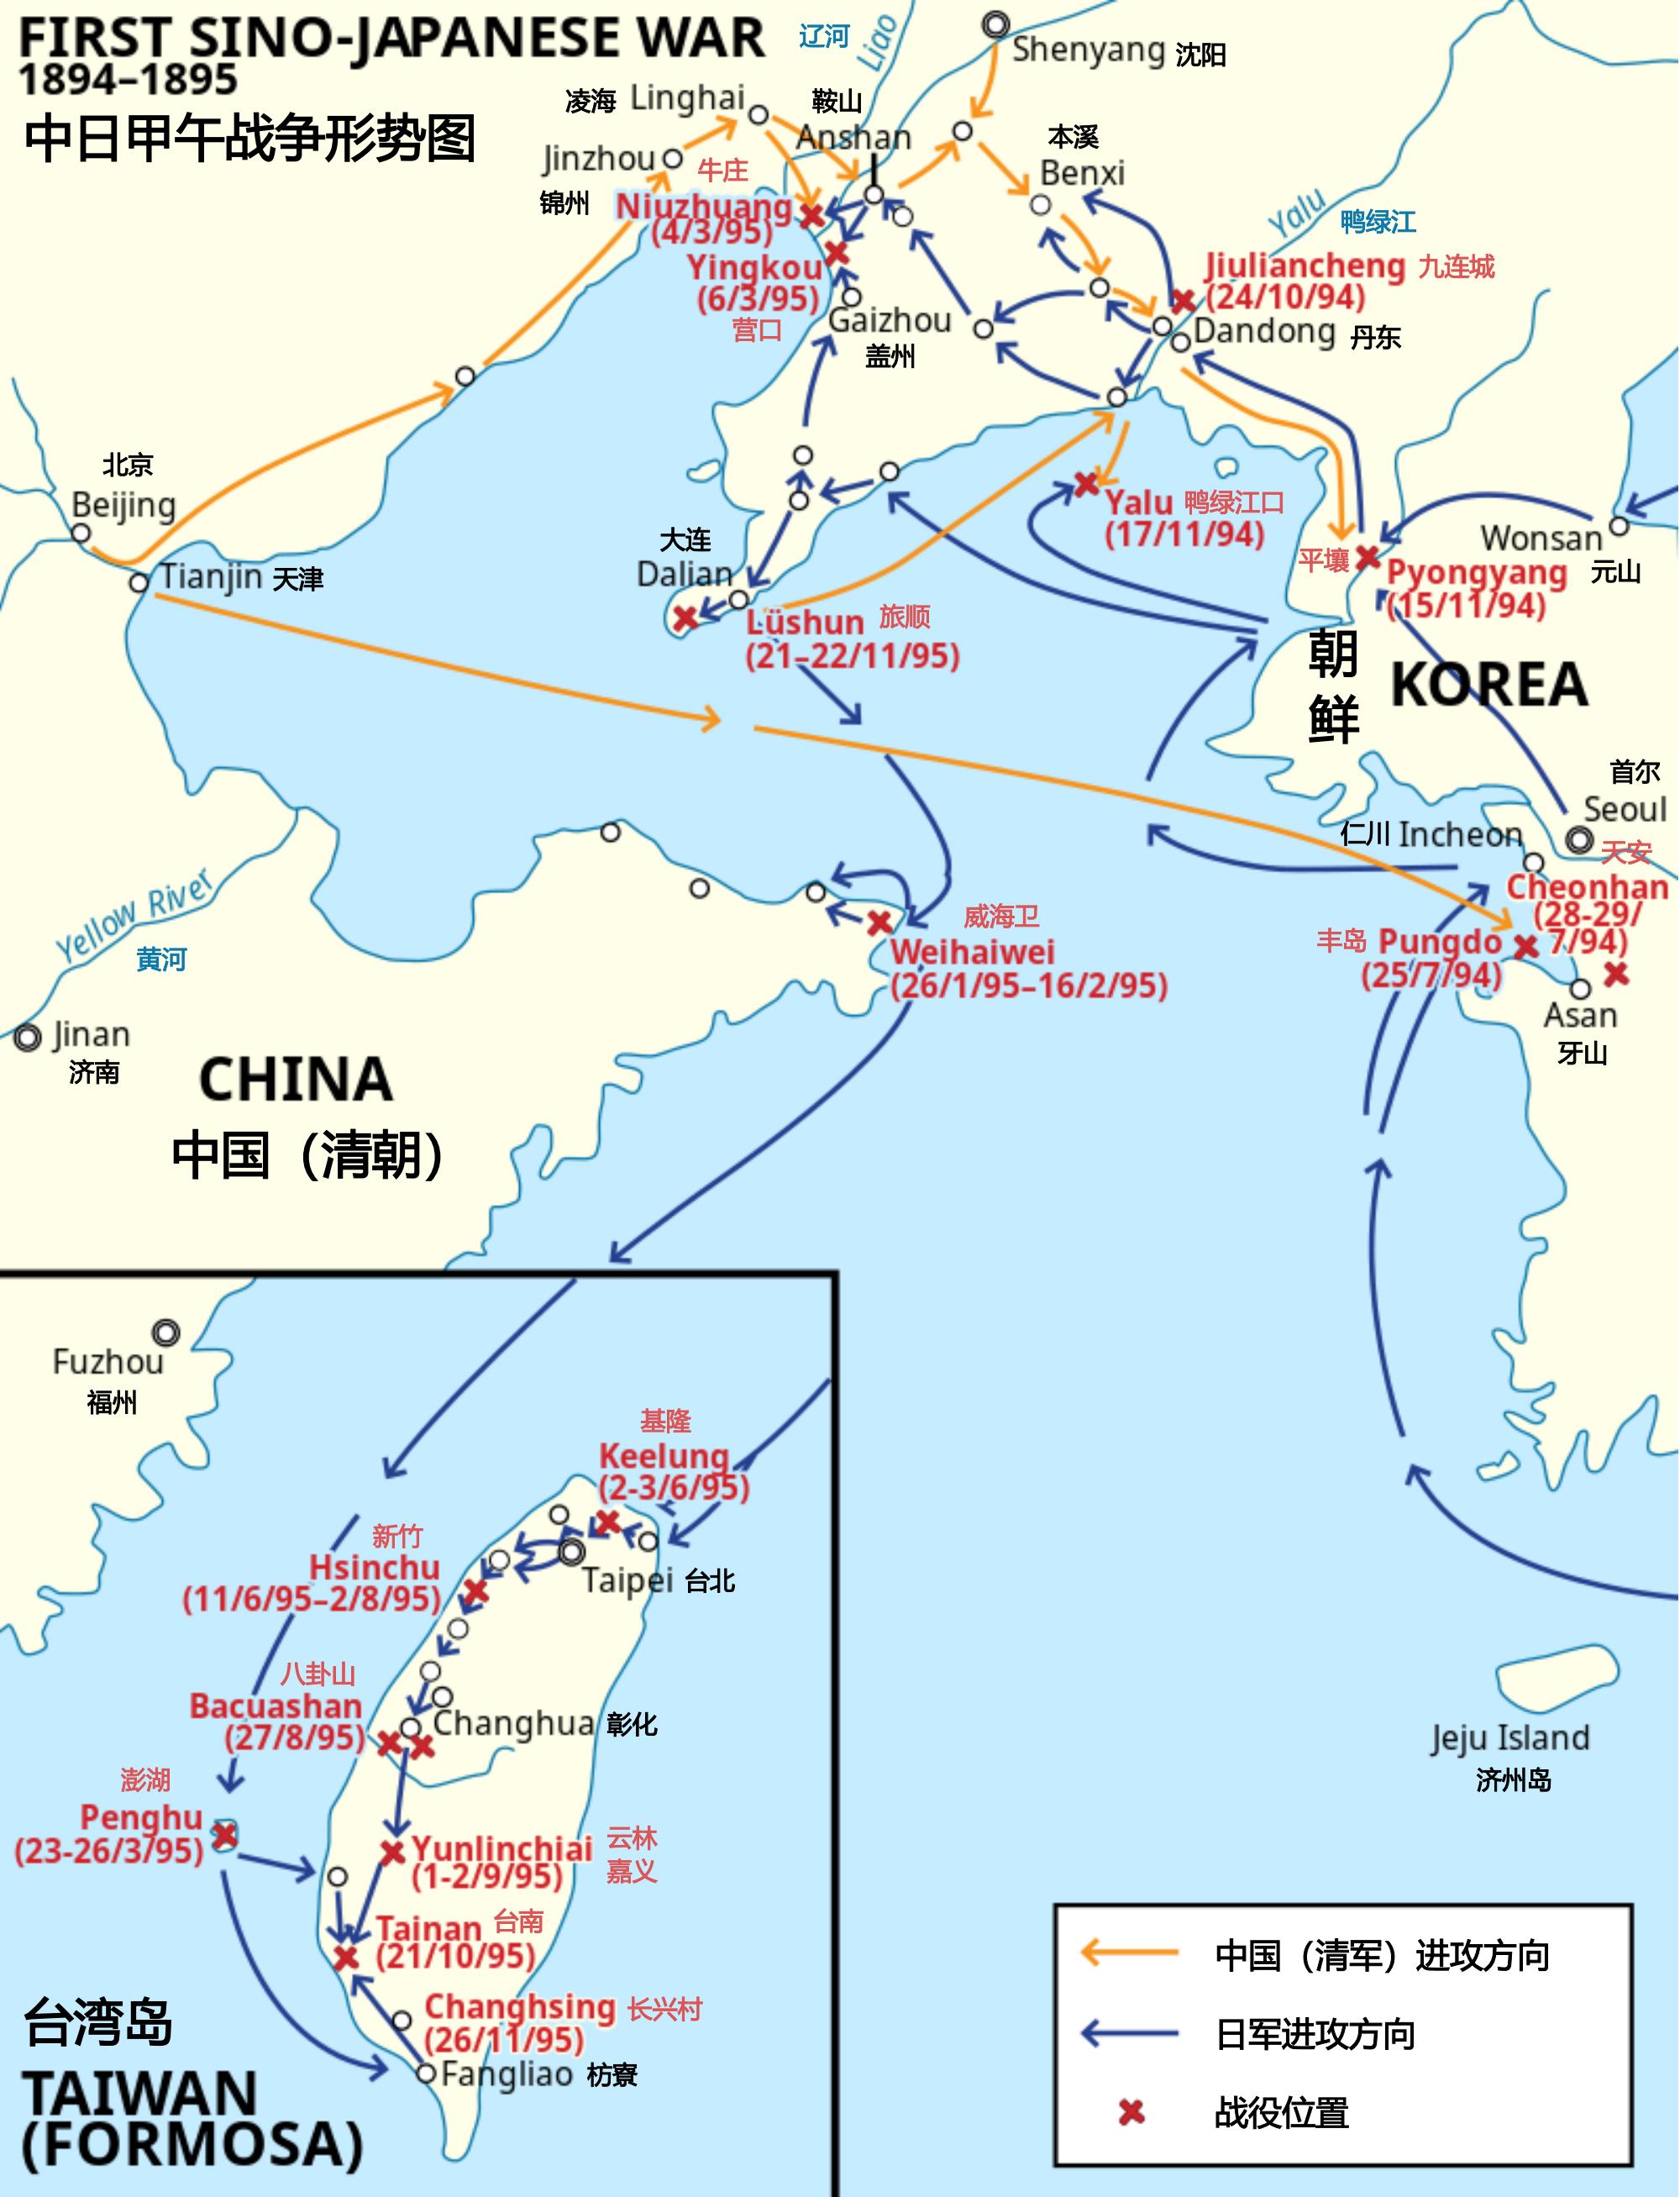 FIRST SINO-JAPANESE WAR
1894–1895
中日甲午战争形势图
辽河
Liao
Shenyang 沈阳
凌海 Linghai
鞍山
Anshan
本溪
Benxi
Jinzhou
锦州
牛庄
Niuzhuang
(4/3/95)
Yalu
鸭绿江
Yingkou
(6/3/95)
营口
Jiuliancheng 九连城
(24/10/94)
Gaizhou
盖州
Dandong 丹东
北京
Beijing
Tianjin 天津
大连
Dalian
Yalu 鸭绿江口
(17/11/94)
Wonsan
元山
平壤
Pyongyang
(15/11/94)
Lüshun 旅顺
(21–22/11/95)
朝鲜
KOREA
首尔
Seoul
仁川 Incheon
天安
Cheonhan
(28-29/
7/94)
丰岛 Pungdo
(25/7/94)
Asan
牙山
威海卫
Weihaiwei
(26/1/95–16/2/95)
Yellow River
黄河
Jinan
济南
CHINA
中国（清朝）
Fuzhou
福州
基隆
Keelung
(2-3/6/95)
新竹
Hsinchu
(11/6/95–2/8/95)
Taipei 台北
八卦山
Bacuashan
(27/8/95)
Changhua 彰化
澎湖
Penghu
(23-26/3/95)
Yunlinchiai 云林
(1-2/9/95) 嘉义
Tainan 台南
(21/10/95)
Changhsing 长兴村
(26/11/95)
Fangliao 枋寮
台湾岛
TAIWAN
(FORMOSA)
Jeju Island
济州岛
中国（清军）进攻方向
日军进攻方向
战役位置